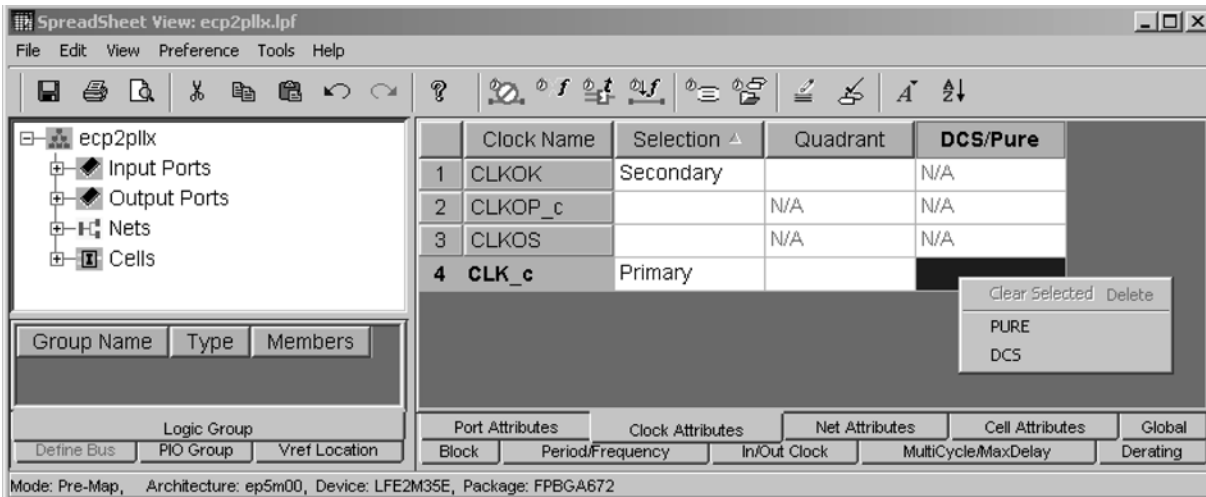 SpreadSheet View: ecp2pllx.lpf
File Edit View Preference Tools Help
ecp2pllx
Input Ports
Output Ports
Nets
Cells
Group Name Type Members
Logic Group
Define Bus PIO Group Vref Location
Clock Name Selection Quadrant DCS/Pure
1 CLKOK Secondary N/A
2 CLKOP_c N/A N/A
3 CLKOS N/A N/A
4 CLK_c Primary
Clear Selected Delete
PURE
DCS
Port Attributes Clock Attributes Net Attributes Cell Attributes Global
Block Period/Frequency In/Out Clock MultiCycle/MaxDelay Derating
Mode: Pre-Map, Architecture: ep5m00, Device: LFE2M35E, Package: FPBGA672